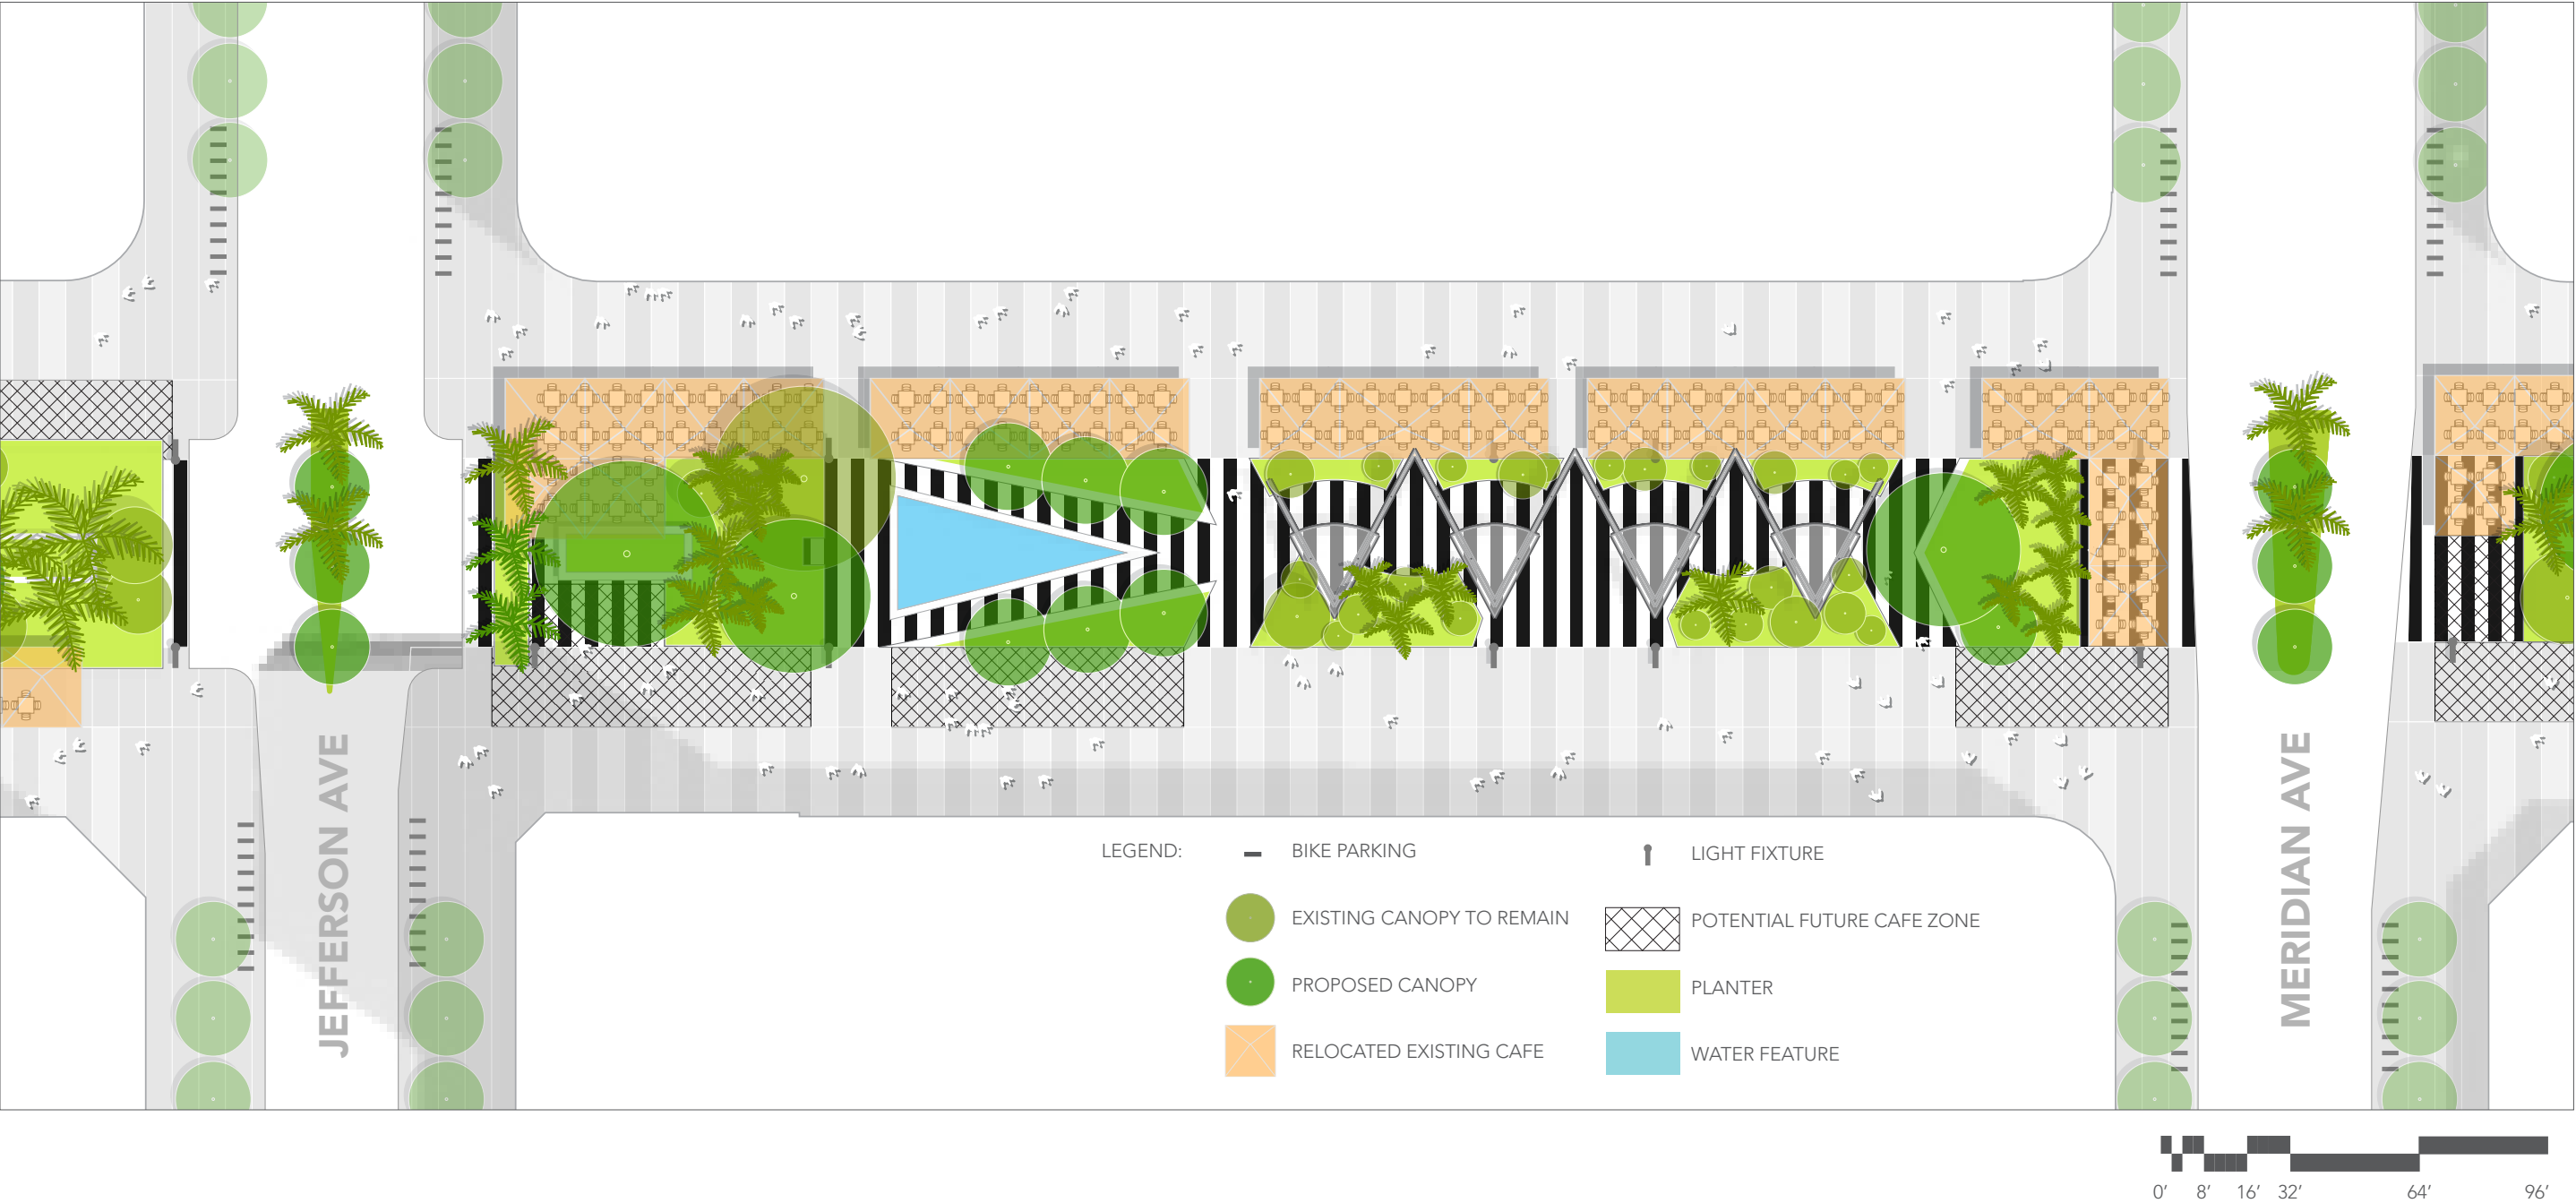 JEFFERSON AVE
MERIDIAN AVE
LEGEND:
BIKE PARKING
LIGHT FIXTURE
EXISTING CANOPY TO REMAIN
POTENTIAL FUTURE CAFE ZONE
PROPOSED CANOPY
PLANTER
RELOCATED EXISTING CAFE
WATER FEATURE
0' 8' 16' 32' 64' 96'